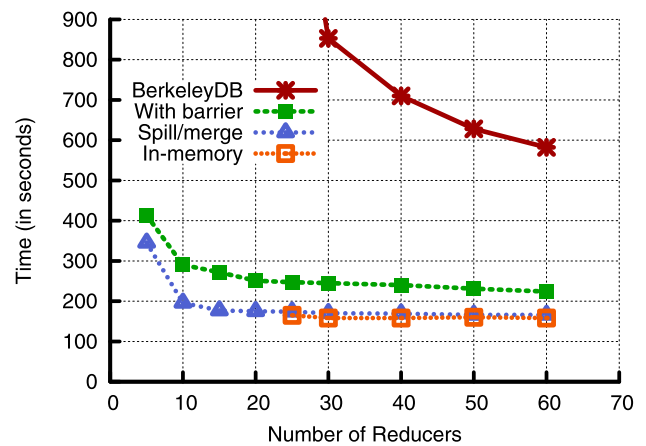 900
800
700
600
500
400
300
200
100
0
Time (in seconds)
BerkeleyDB
With barrier
Spill/merge
In-memory
0 10 20 30 40 50 60 70
Number of Reducers